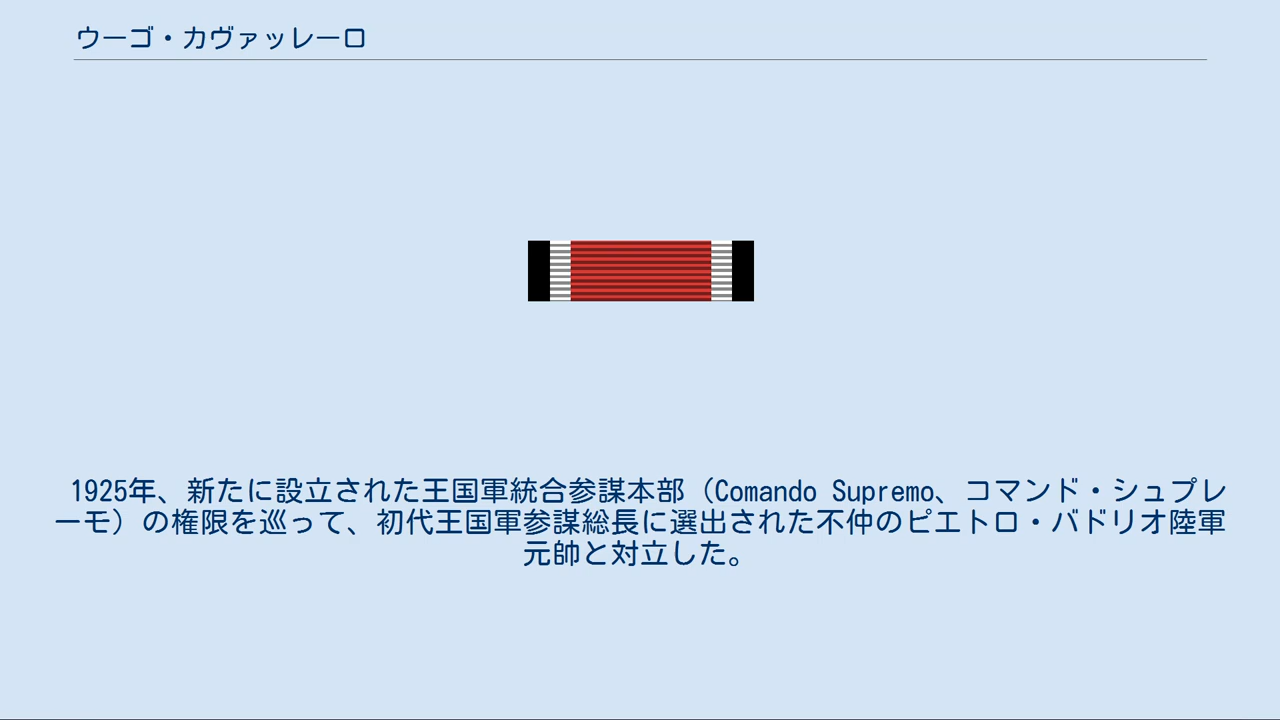 ウーゴ・カヴァッレーロ
1925年、新たに設立された王国軍統合参謀本部（Comando Supremo、コマンド・シュプレ
ーモ）の権限を巡って、初代王国軍参謀総長に選出された不仲のピエトロ・バドリオ陸軍
元帥と対立した。